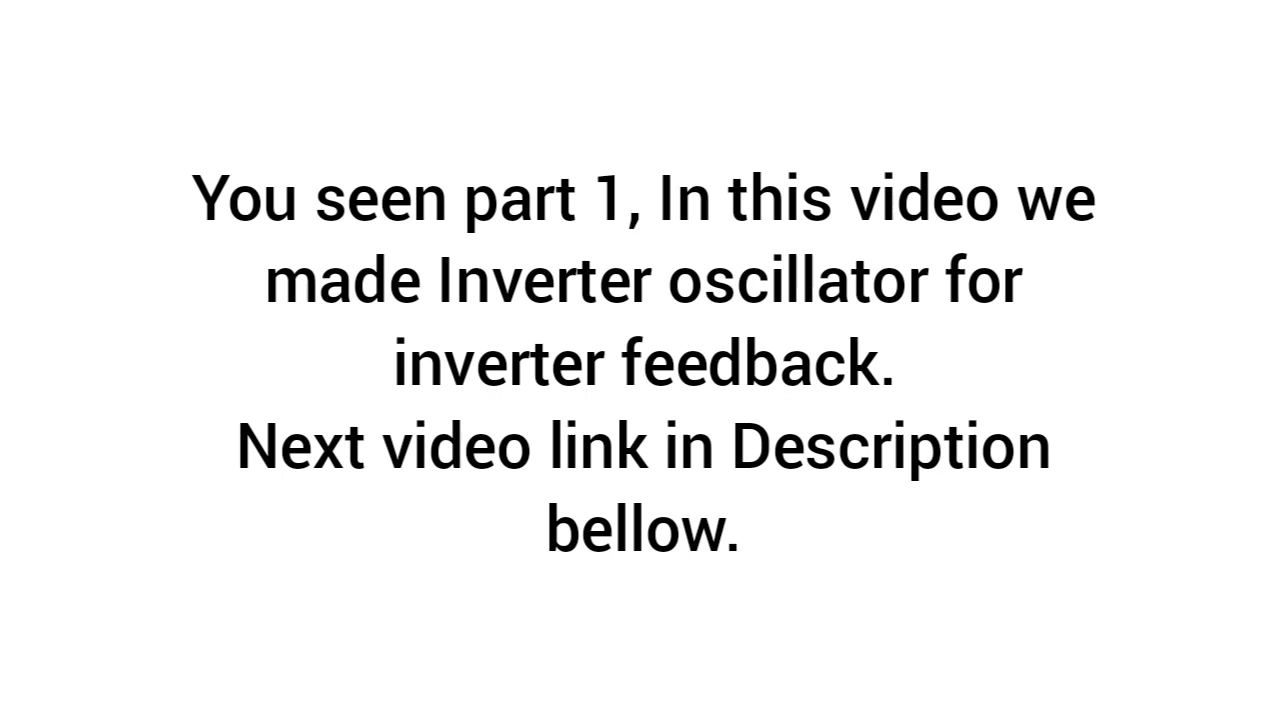 You seen part 1, In this video we
made Inverter oscillator for
inverter feedback.
Next video link in Description
bellow.